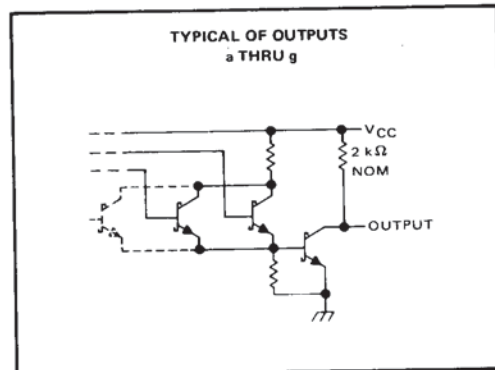 TYPICAL OF OUTPUTS
a THRU g
VCC
2 kΩ
NOM
OUTPUT